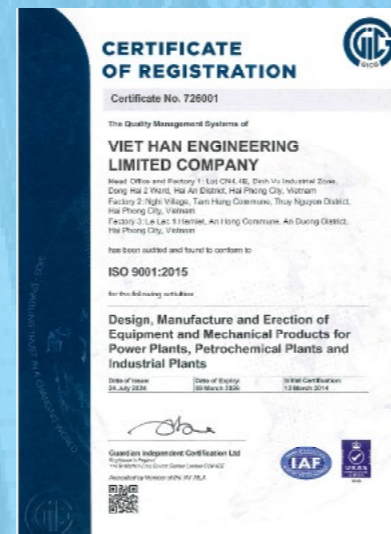 CERTIFICATE
OF REGISTRATION
GICG
Certificate No. 726001
The Quality Management Systems of
VIET HAN ENGINEERING
LIMITED COMPANY
Head Office and Factory 1: Lot CN4.4E, Dinh Vu Industrial Zone,
Dong Hai 2 Ward, Hai An District, Hai Phong City, Vietnam
Factory 2: Nghi Village, Tam Hung Commune, Thuy Nguyen District,
Hai Phong City, Vietnam
Factory 3: Le Lac 1 Hamlet, An Hong Commune, An Duong District,
Hai Phong City, Vietnam
has been audited and found to conform to
ISO 9001:2015
for the following activities
Design, Manufacture and Erection of
Equipment and Mechanical Products for
Power Plants, Petrochemical Plants and
Industrial Plants
Date of Issue: Date of Expiry: Initial Certification:
24 July 2024 March 2026 13 March 2014
Guardian Independent Certification Ltd
IAF
UKAS